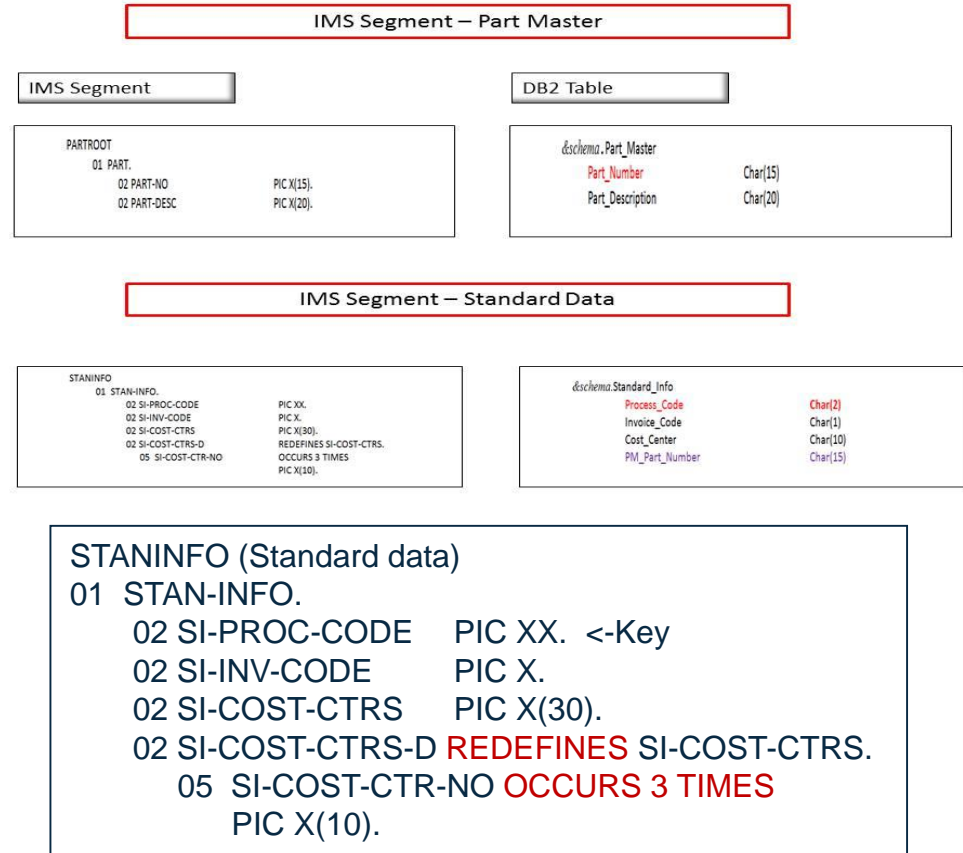 IMS Segment – Part Master
IMS Segment
DB2 Table
PARTROOT
01 PART.
02 PART-NO PIC X(15).
02 PART-DESC PIC X(20).
&schema.Part_Master
Part_Number Char(15)
Part_Description Char(20)
IMS Segment – Standard Data
STANINFO
01 STAN-INFO.
02 SI-PROC-CODE PIC XX.
02 SI-INV-CODE PIC X.
02 SI-COST-CTRS PIC X(30).
02 SI-COST-CTRS-D REDEFINES SI-COST-CTRS.
05 SI-COST-CTR-NO OCCURS 3 TIMES
PIC X(10).
&schema.Standard_Info
Process_Code Char(2)
Invoice_Code Char(1)
Cost_Center Char(10)
PM_Part_Number Char(15)
STANINFO (Standard data)
01 STAN-INFO.
02 SI-PROC-CODE PIC XX. <-Key
02 SI-INV-CODE PIC X.
02 SI-COST-CTRS PIC X(30).
02 SI-COST-CTRS-D REDEFINES SI-COST-CTRS.
05 SI-COST-CTR-NO OCCURS 3 TIMES
PIC X(10).